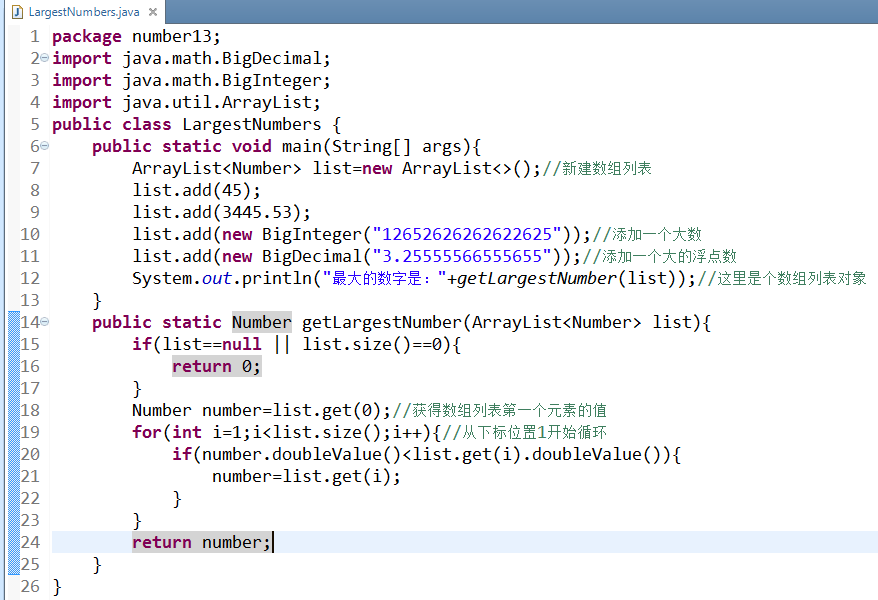 LargestNumbers.java
1 package number13;
2 import java.math.BigDecimal;
3 import java.math.BigInteger;
4 import java.util.ArrayList;
5 public class LargestNumbers {
6     public static void main(String[] args){
7         ArrayList<Number> list=new ArrayList<>();//新建数组列表
8         list.add(45);
9         list.add(3445.53);
10         list.add(new BigInteger("12652626262622625"));//添加一个大数
11         list.add(new BigDecimal("3.25555566555655"));//添加一个大的浮点数
12         System.out.println("最大的数字是："+getLargestNumber(list));//这里是个数组列表对象
13     }
14     public static Number getLargestNumber(ArrayList<Number> list){
15         if(list==null || list.size()==0){
16             return 0;
17         }
18         Number number=list.get(0);//获得数组列表第一个元素的值
19         for(int i=1;i<list.size();i++){//从下标位置1开始循环
20             if(number.doubleValue()<list.get(i).doubleValue()){
21                 number=list.get(i);
22             }
23         }
24         return number;
25     }
26 }